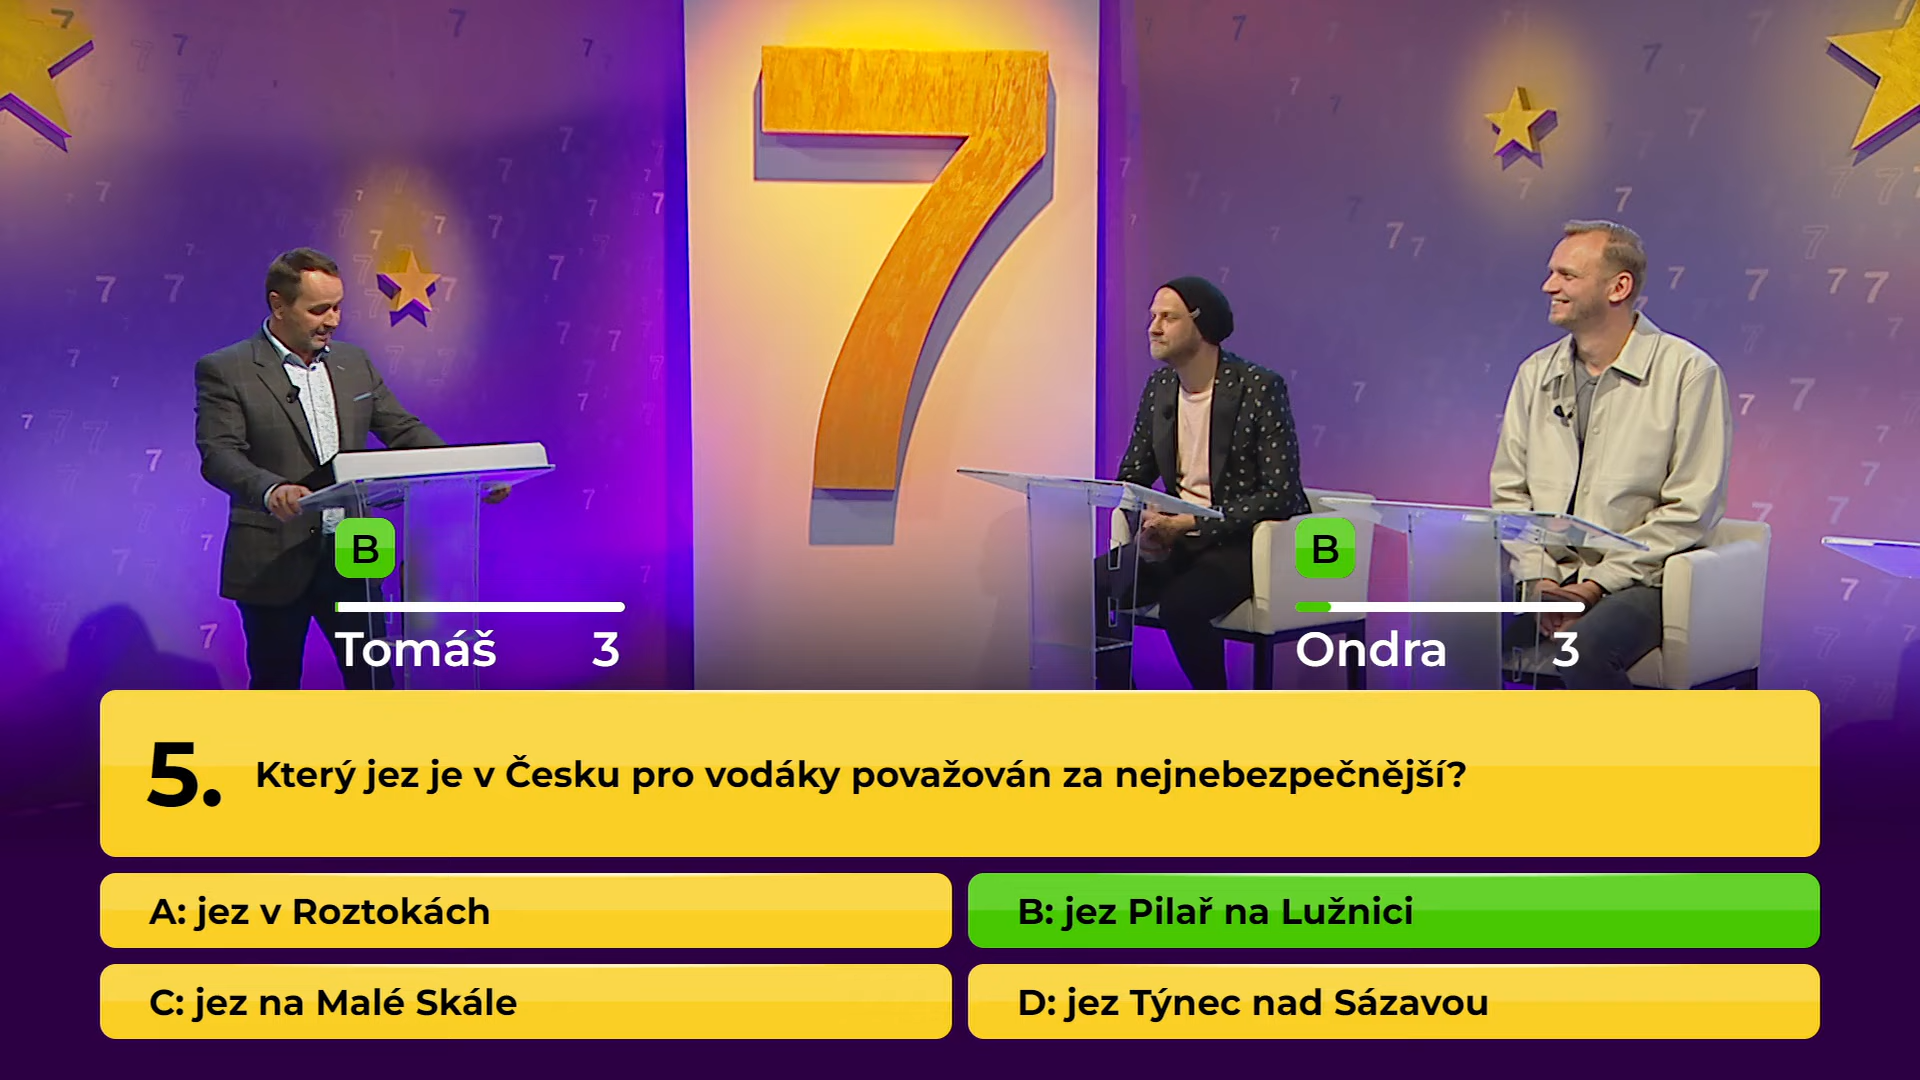 7
B
B
Tomáš 3
Ondra 3
5. Který jez je v Česku pro vodáky považován za nejnebezpečnější?
A: jez v Roztokách
B: jez Pilař na Lužnici
C: jez na Malé Skále
D: jez Týnec nad Sázavou